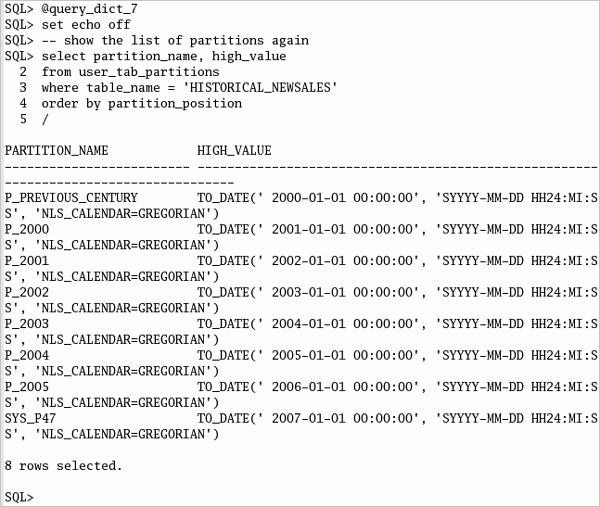 SQL> @query_dict_7
SQL> set echo off
SQL> -- show the list of partitions again
SQL> select partition_name, high_value
  2  from user_tab_partitions
  3  where table_name = 'HISTORICAL_NEWSALES'
  4  order by partition_position
  5  /
PARTITION_NAME            HIGH_VALUE
------------------------- ------------------------------------------------------
-------------------------------
P_PREVIOUS_CENTURY        TO_DATE(' 2000-01-01 00:00:00', 'SYYYY-MM-DD HH24:MI:S
S', 'NLS_CALENDAR=GREGORIAN')
P_2000                    TO_DATE(' 2001-01-01 00:00:00', 'SYYYY-MM-DD HH24:MI:S
S', 'NLS_CALENDAR=GREGORIAN')
P_2001                    TO_DATE(' 2002-01-01 00:00:00', 'SYYYY-MM-DD HH24:MI:S
S', 'NLS_CALENDAR=GREGORIAN')
P_2002                    TO_DATE(' 2003-01-01 00:00:00', 'SYYYY-MM-DD HH24:MI:S
S', 'NLS_CALENDAR=GREGORIAN')
P_2003                    TO_DATE(' 2004-01-01 00:00:00', 'SYYYY-MM-DD HH24:MI:S
S', 'NLS_CALENDAR=GREGORIAN')
P_2004                    TO_DATE(' 2005-01-01 00:00:00', 'SYYYY-MM-DD HH24:MI:S
S', 'NLS_CALENDAR=GREGORIAN')
P_2005                    TO_DATE(' 2006-01-01 00:00:00', 'SYYYY-MM-DD HH24:MI:S
S', 'NLS_CALENDAR=GREGORIAN')
SYS_P47                   TO_DATE(' 2007-01-01 00:00:00', 'SYYYY-MM-DD HH24:MI:S
S', 'NLS_CALENDAR=GREGORIAN')
8 rows selected.
SQL>